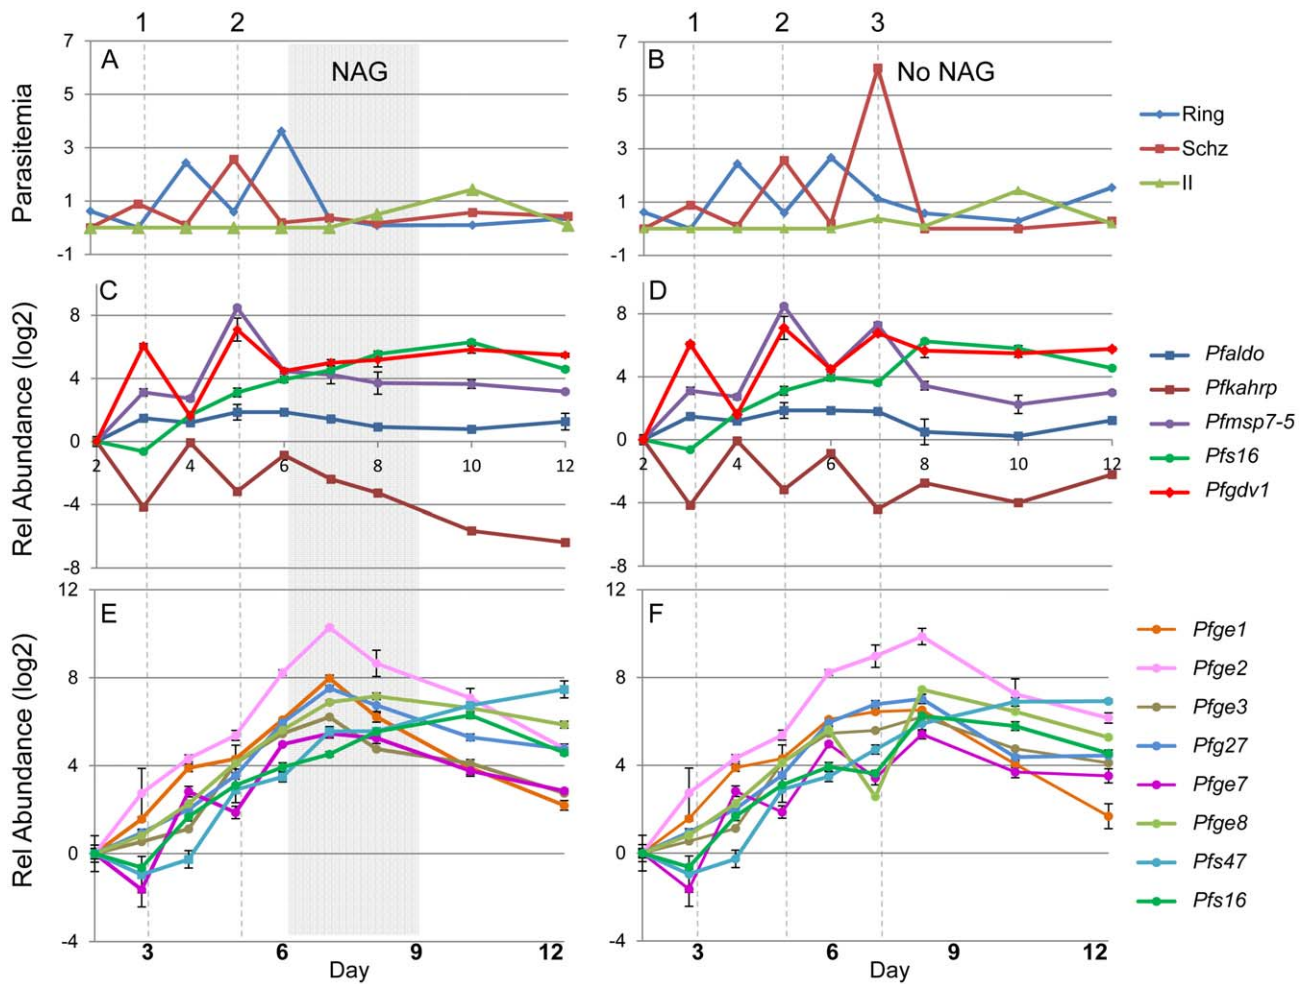 1 2 1 2 3
A NAG B No NAG
7 7
5 5
3 3
1 1
-1 -1
Parasitemia
Ring
Schz
II
C D
8 8
4 4
0 0
2 4 6 8 10 12 2 4 6 8 10 12
-4 -4
-8 -8
Rel Abundance (log2)
Pfaldo
Pfkahrp
Pfmsp7-5
Pfs16
Pfgdv1
E F
12 12
8 8
4 4
0 0
-4 -4
Rel Abundance (log2)
3 6 9 12 3 6 9 12
Day Day
Pfge1
Pfge2
Pfge3
Pfg27
Pfge7
Pfge8
Pfs47
Pfs16